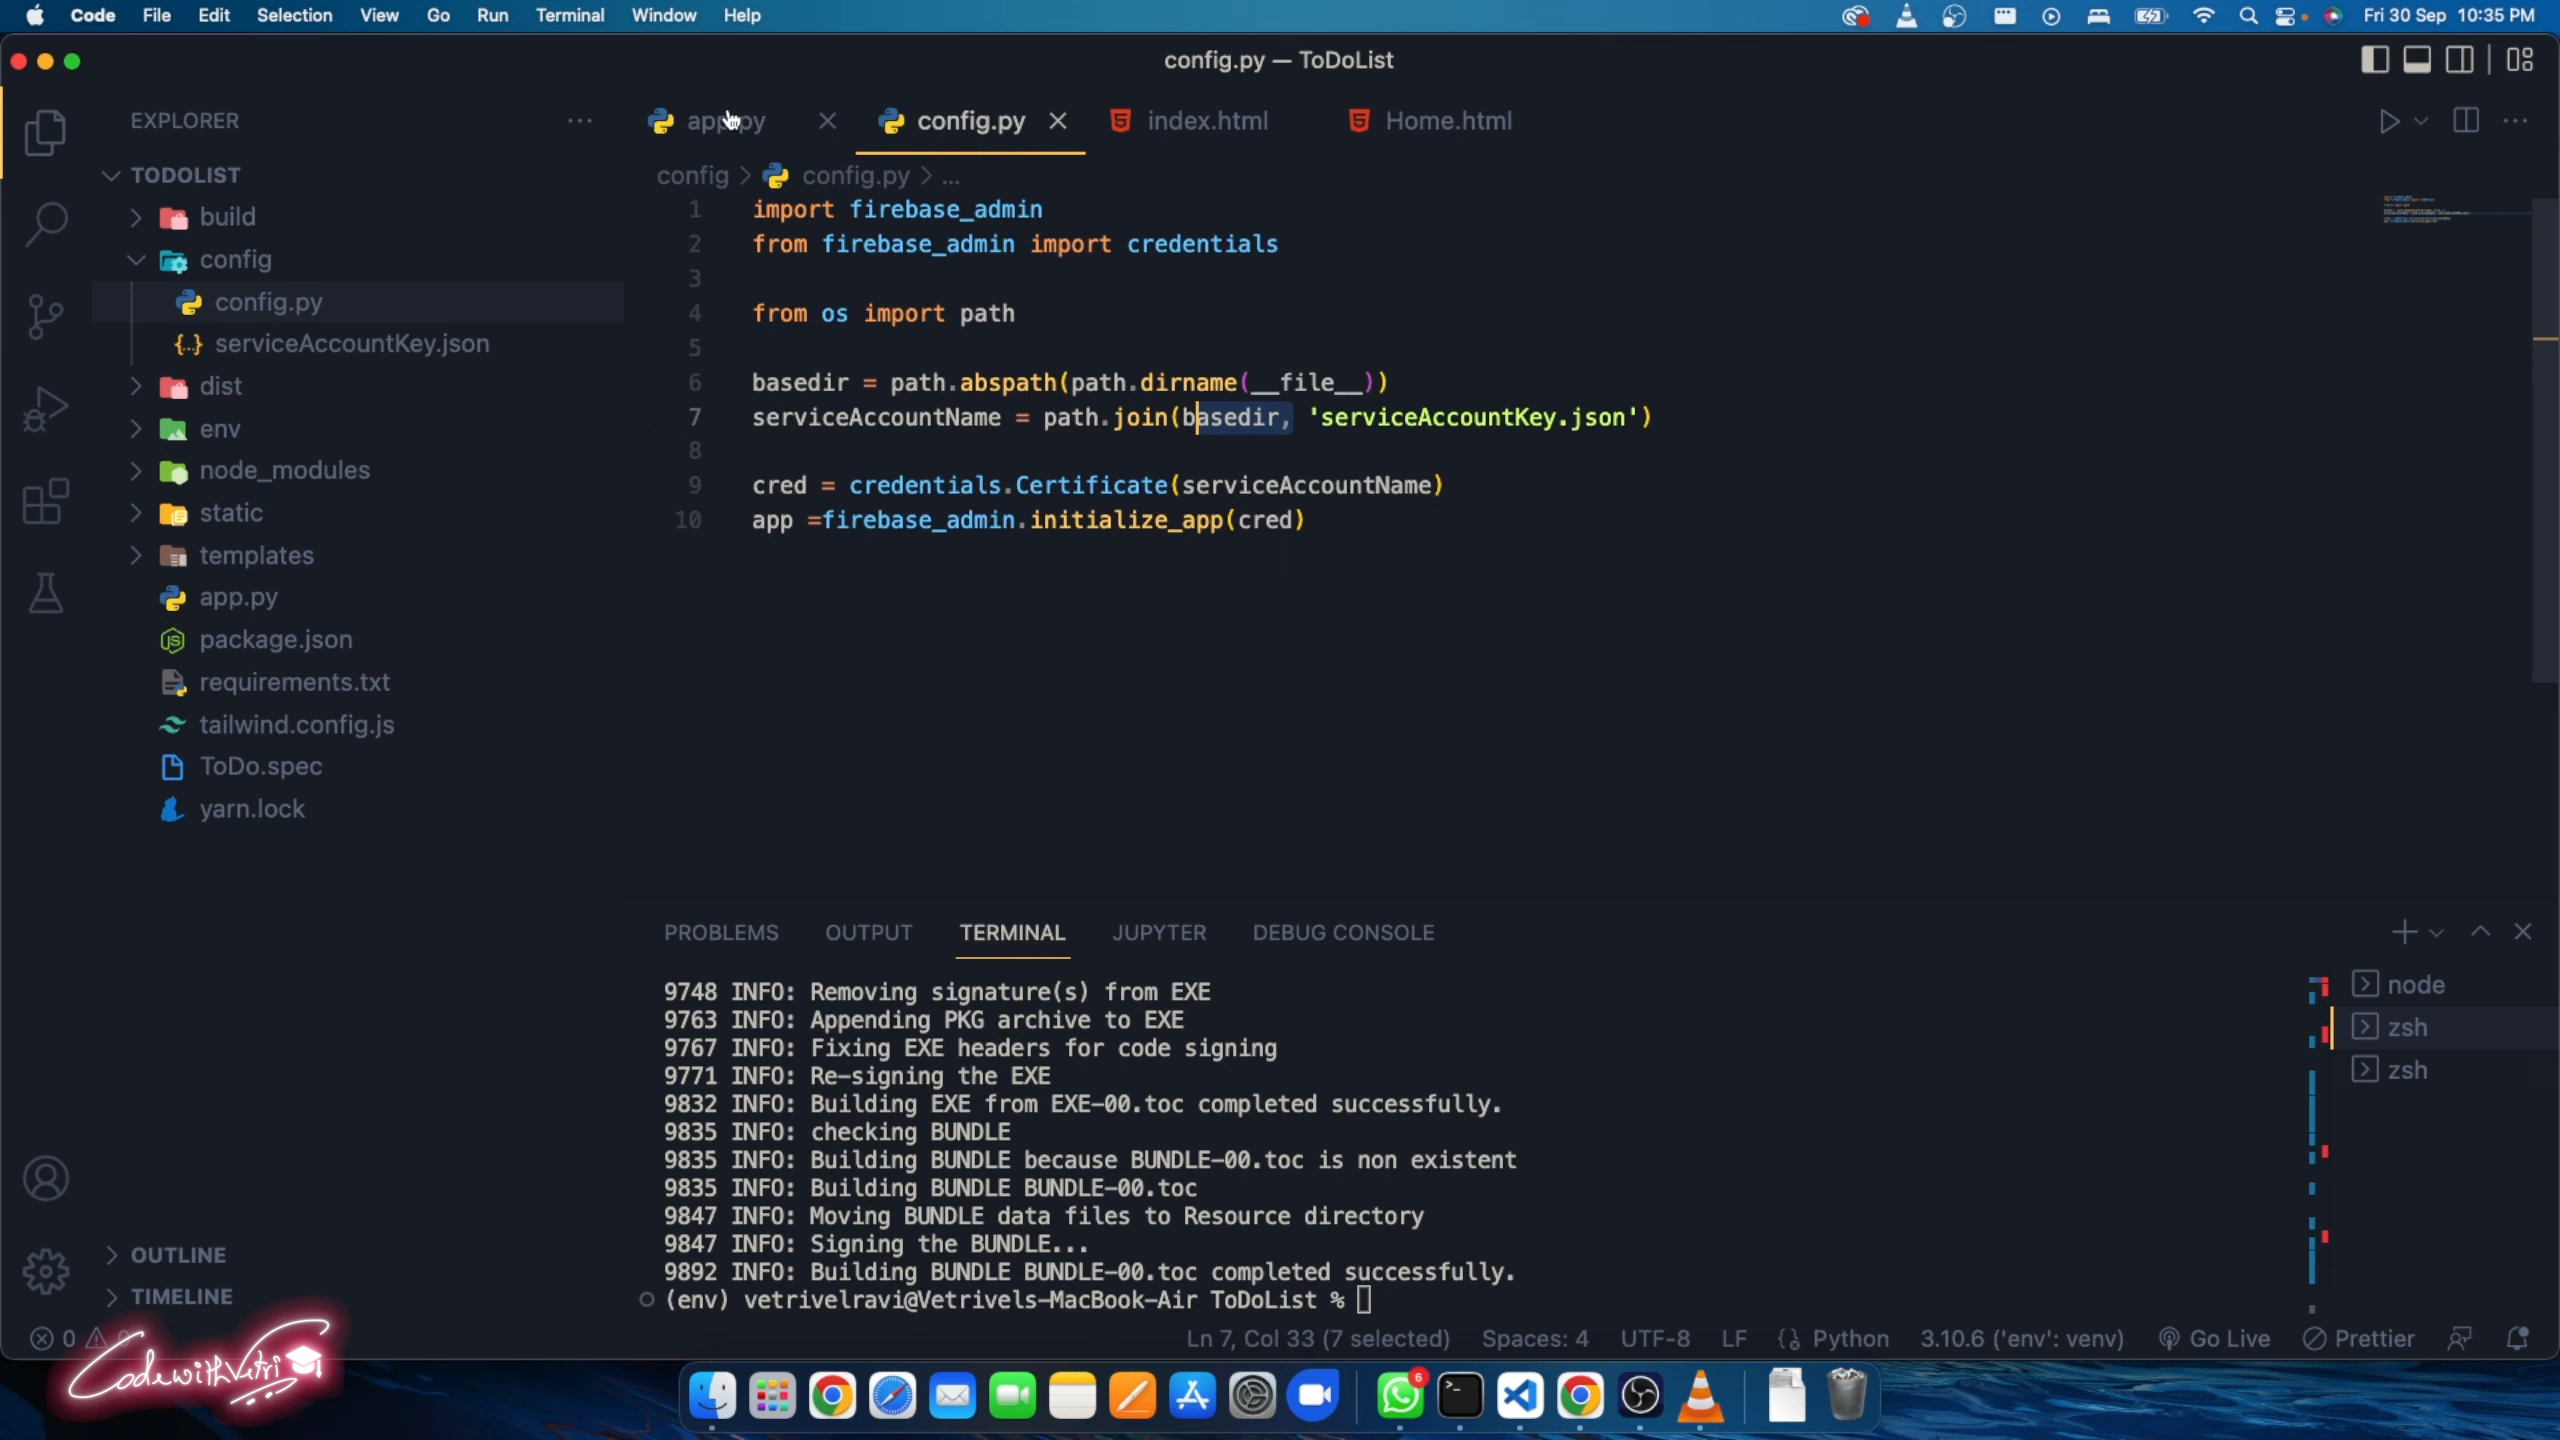 Code File Edit Selection View Go Run Terminal Window Help
Fri 30 Sep 10:35 PM
config.py — ToDoList
EXPLORER
TODOLIST
build
config
config.py
serviceAccountKey.json
dist
env
node_modules
static
templates
app.py
package.json
requirements.txt
tailwind.config.js
ToDo.spec
yarn.lock
OUTLINE
TIMELINE
app.py config.py index.html Home.html
config > config.py > ...
1 import firebase_admin
2 from firebase_admin import credentials
3
4 from os import path
5
6 basedir = path.abspath(path.dirname(__file__))
7 serviceAccountName = path.join(basedir, 'serviceAccountKey.json')
8
9 cred = credentials.Certificate(serviceAccountName)
10 app =firebase_admin.initialize_app(cred)
PROBLEMS OUTPUT TERMINAL JUPYTER DEBUG CONSOLE
9748 INFO: Removing signature(s) from EXE
9763 INFO: Appending PKG archive to EXE
9767 INFO: Fixing EXE headers for code signing
9771 INFO: Re-signing the EXE
9832 INFO: Building EXE from EXE-00.toc completed successfully.
9835 INFO: checking BUNDLE
9835 INFO: Building BUNDLE because BUNDLE-00.toc is non existent
9835 INFO: Building BUNDLE BUNDLE-00.toc
9847 INFO: Moving BUNDLE data files to Resource directory
9847 INFO: Signing the BUNDLE...
9892 INFO: Building BUNDLE BUNDLE-00.toc completed successfully.
(env) vetrivelravi@Vetrivels-MacBook-Air ToDoList %
node
zsh
zsh
0
Ln 7, Col 33 (7 selected) Spaces: 4 UTF-8 LF Python 3.10.6 ('env': venv) Go Live Prettier
CodewithVetri
6